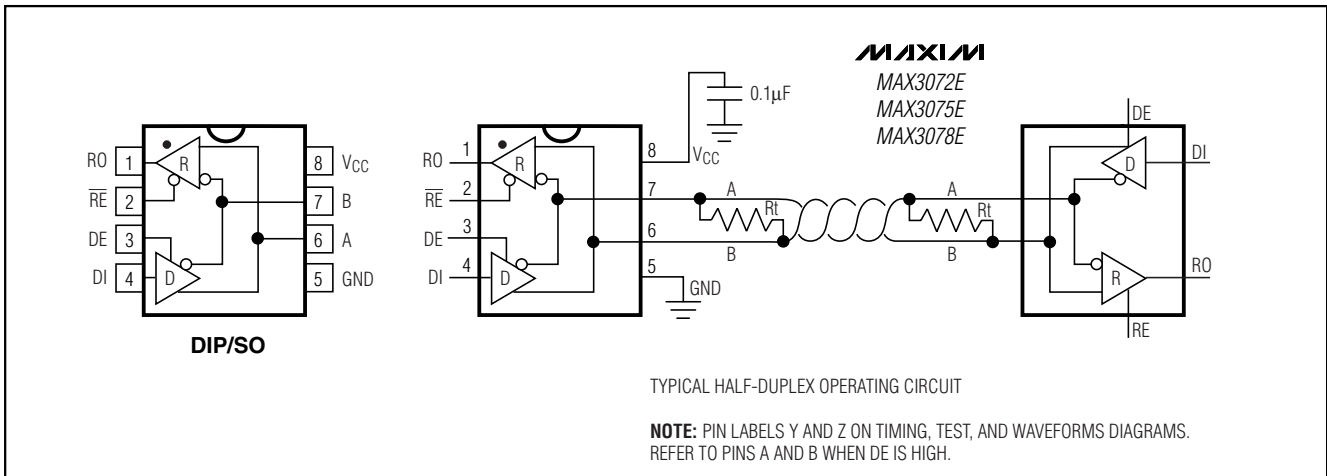 MAXIM
MAX3072E
MAX3075E
MAX3078E
0.1µF
RO 1
RE 2
DE 3
DI 4
8 VCC
7 B
6 A
5 GND
R
D
DIP/SO
RO 1
RE 2
DE 3
DI 4
R
D
8 VCC
7 A
6 B
5 GND
Rt
A
B
Rt
DE
D
DI
R
RO
RE
TYPICAL HALF-DUPLEX OPERATING CIRCUIT
NOTE: PIN LABELS Y AND Z ON TIMING, TEST, AND WAVEFORMS DIAGRAMS.
REFER TO PINS A AND B WHEN DE IS HIGH.